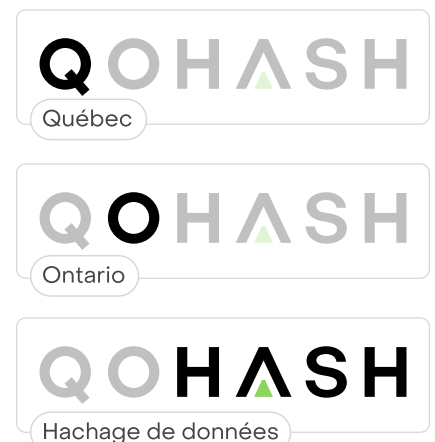 QOHASH
Québec
QOHASH
Ontario
QOHASH
Hachage de données